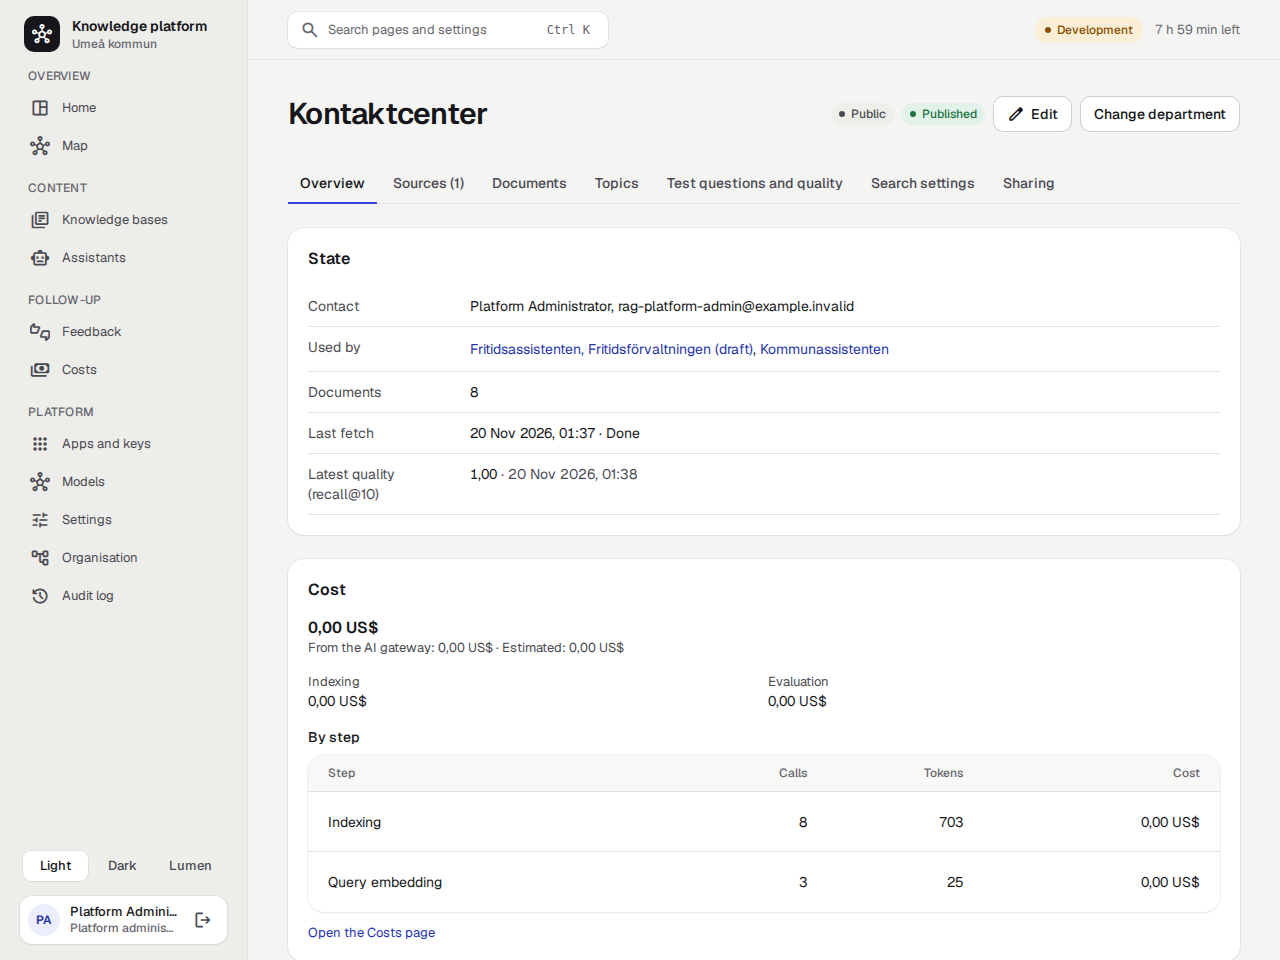 Knowledge platform
Umeå kommun
OVERVIEW
Home
Map
CONTENT
Knowledge bases
Assistants
FOLLOW-UP
Feedback
Costs
PLATFORM
Apps and keys
Models
Settings
Organisation
Audit log
Light Dark Lumen
PA
Platform Admini...
Platform adminis...
Search pages and settings Ctrl K
Development 7 h 59 min left
Kontaktcenter
Public Published Edit Change department
Overview Sources (1) Documents Topics Test questions and quality Search settings Sharing
State
Contact Platform Administrator, rag-platform-admin@example.invalid
Used by Fritidsassistenten, Fritidsförvaltningen (draft), Kommunassistenten
Documents 8
Last fetch 20 Nov 2026, 01:37 · Done
Latest quality (recall@10) 1,00 · 20 Nov 2026, 01:38
Cost
0,00 US$
From the AI gateway: 0,00 US$ · Estimated: 0,00 US$
Indexing Evaluation
0,00 US$ 0,00 US$
By step
Step Calls Tokens Cost
Indexing 8 703 0,00 US$
Query embedding 3 25 0,00 US$
Open the Costs page